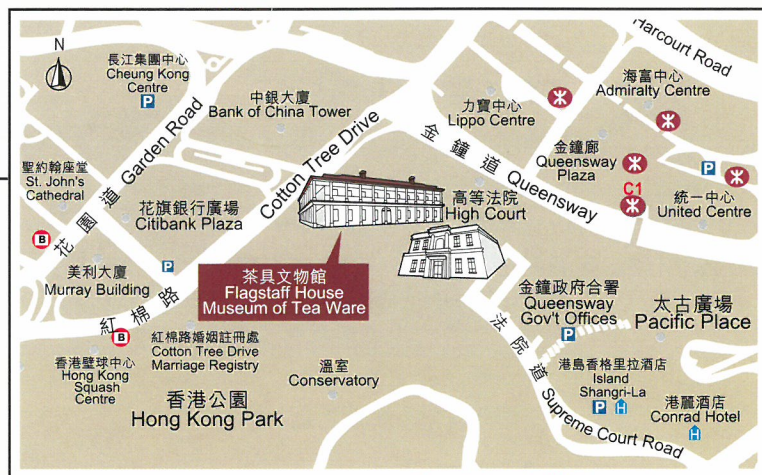 N
長江集團中心
Cheung Kong
Centre
P
中銀大廈
Bank of China Tower
花園道 Garden Road
Cotton Tree Drive
力寶中心
Lippo Centre
Harcourt Road
海富中心
Admiralty Centre
金鐘道 Queensway
金鐘廊
Queensway
Plaza
C1
P
統一中心
United Centre
聖約翰座堂
St. John's
Cathedral
B
花旗銀行廣場
Citibank Plaza
高等法院
High Court
美利大廈
Murray Building
P
茶具文物館
Flagstaff House
Museum of Tea Ware
紅棉路
B
金鐘政府合署
Queensway
Gov't Offices
P
太古廣場
Pacific Place
香港壁球中心
Hong Kong
Squash
Centre
紅棉路婚姻註冊處
Cotton Tree Drive
Marriage Registry
溫室
Conservatory
香港公園
Hong Kong Park
法院道 Supreme Court Road
港島香格里拉酒店
Island
Shangri-La
P
H
港麗酒店
Conrad Hotel
H